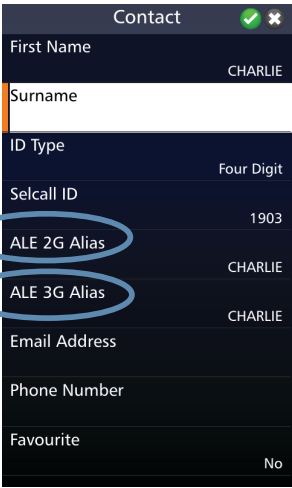 Contact
First Name
CHARLIE
Surname
ID Type
Four Digit
Selcall ID
1903
ALE 2G Alias
CHARLIE
ALE 3G Alias
CHARLIE
Email Address
Phone Number
Favourite
No